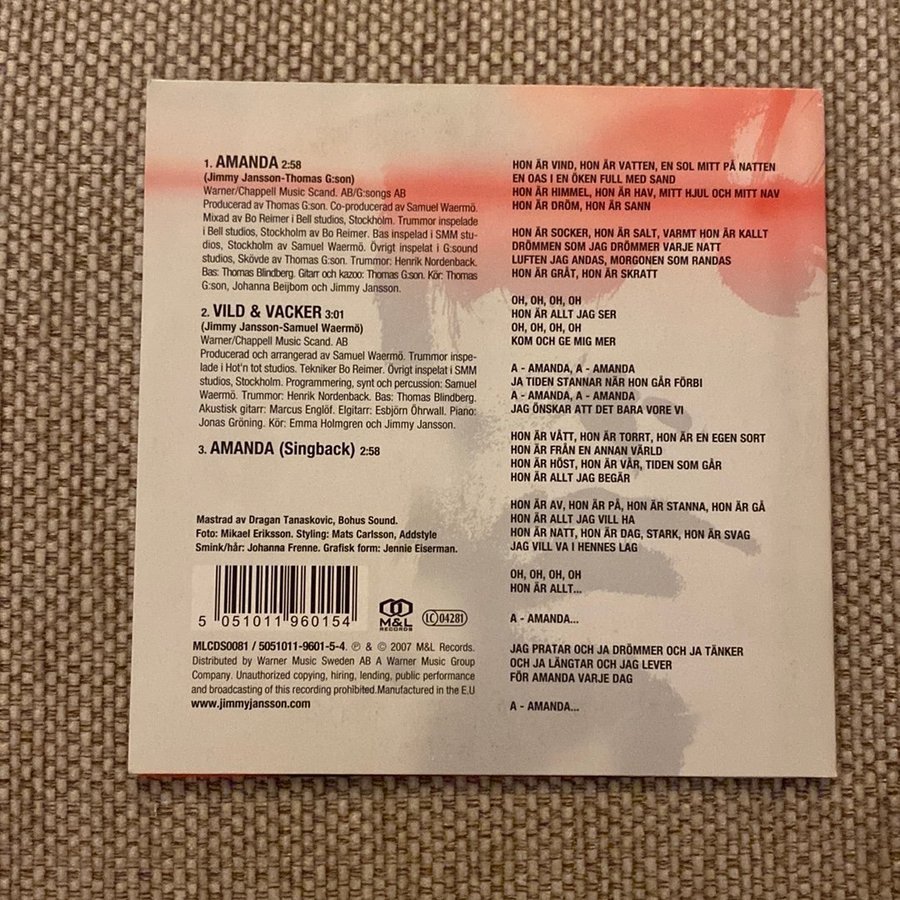 1. AMANDA 2:58
(Jimmy Jansson-Thomas G:son)
Warner/Chappell Music Scand. AB/G:songs AB
Producerad av Thomas G:son. Co-producerad av Samuel Waermö.
Mixad av Bo Reimer i Bell studios, Stockholm. Trummor inspelade
i Bell studios, Stockholm av Bo Reimer. Bas inspelad i SMM stu-
dios, Stockholm av Samuel Waermö. Övrigt inspelat i G:sound
studios, Skövde av Thomas G:son. Trummor: Henrik Nordenback.
Bas: Thomas Blindberg. Gitarr och kazoo: Thomas G:son. Kör: Thomas
G:son, Johanna Beijbom och Jimmy Jansson.
2. VILD & VACKER 3:01
(Jimmy Jansson-Samuel Waermö)
Warner/Chappell Music Scand. AB
Producerad och arrangerad av Samuel Waermö. Trummor inspe-
lade i Hot'n tot studios. Tekniker Bo Reimer. Övrigt inspelat i SMM
studios, Stockholm. Programmering, synt och percussion: Samuel
Waermö. Trummor: Henrik Nordenback. Bas: Thomas Blindberg.
Akustisk gitarr: Marcus Englöf. Elgitarr: Esbjörn Öhrwall. Piano:
Jonas Gröning. Kör: Emma Holmgren och Jimmy Jansson.
3. AMANDA (Singback) 2:58
Mastrad av Dragan Tanaskovic, Bohus Sound.
Foto: Mikael Eriksson. Styling: Mats Carlsson, Addstyle
Smink/hår: Johanna Frenne. Grafisk form: Jennie Eiserman.
5 051011 960154
M&L
RECORDS
LC 04281
MLCDS0081 / 5051011-9601-5-4. ℗ & © 2007 M&L Records.
Distributed by Warner Music Sweden AB A Warner Music Group
Company. Unauthorized copying, hiring, lending, public performance
and broadcasting of this recording prohibited.Manufactured in the E.U
www.jimmyjansson.com
HON ÄR VIND, HON ÄR VATTEN, EN SOL MITT PÅ NATTEN
EN OAS I EN ÖKEN FULL MED SAND
HON ÄR HIMMEL, HON ÄR HAV, MITT HJUL OCH MITT NAV
HON ÄR DRÖM, HON ÄR SANN
HON ÄR SOCKER, HON ÄR SALT, VARMT HON ÄR KALLT
DRÖMMEN SOM JAG DRÖMMER VARJE NATT
LUFTEN JAG ANDAS, MORGONEN SOM RANDAS
HON ÄR GRÅT, HON ÄR SKRATT
OH, OH, OH, OH
HON ÄR ALLT JAG SER
OH, OH, OH, OH
KOM OCH GE MIG MER
A - AMANDA, A - AMANDA
JA TIDEN STANNAR NÄR HON GÅR FÖRBI
A - AMANDA, A - AMANDA
JAG ÖNSKAR ATT DET BARA VORE VI
HON ÄR VÅTT, HON ÄR TORRT, HON ÄR EN EGEN SORT
HON ÄR FRÅN EN ANNAN VÄRLD
HON ÄR HÖST, HON ÄR VÅR, TIDEN SOM GÅR
HON ÄR ALLT JAG BEGÄR
HON ÄR AV, HON ÄR PÅ, HON ÄR STANNA, HON ÄR GÅ
HON ÄR ALLT JAG VILL HA
HON ÄR NATT, HON ÄR DAG, STARK, HON ÄR SVAG
JAG VILL VA I HENNES LAG
OH, OH, OH, OH
HON ÄR ALLT...
A - AMANDA...
JAG PRATAR OCH JA DRÖMMER OCH JA TÄNKER
OCH JA LÄNGTAR OCH JAG LEVER
FÖR AMANDA VARJE DAG
A - AMANDA...